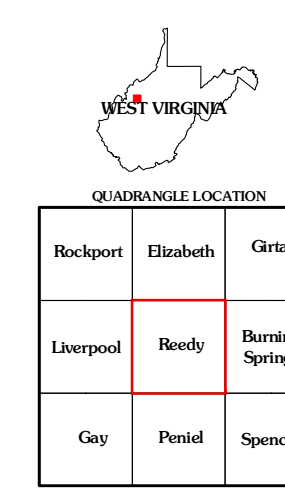 WEST VIRGINIA
QUADRANGLE LOCATION
Rockport Elizabeth
Liverpool Reedy
Gay Peniel